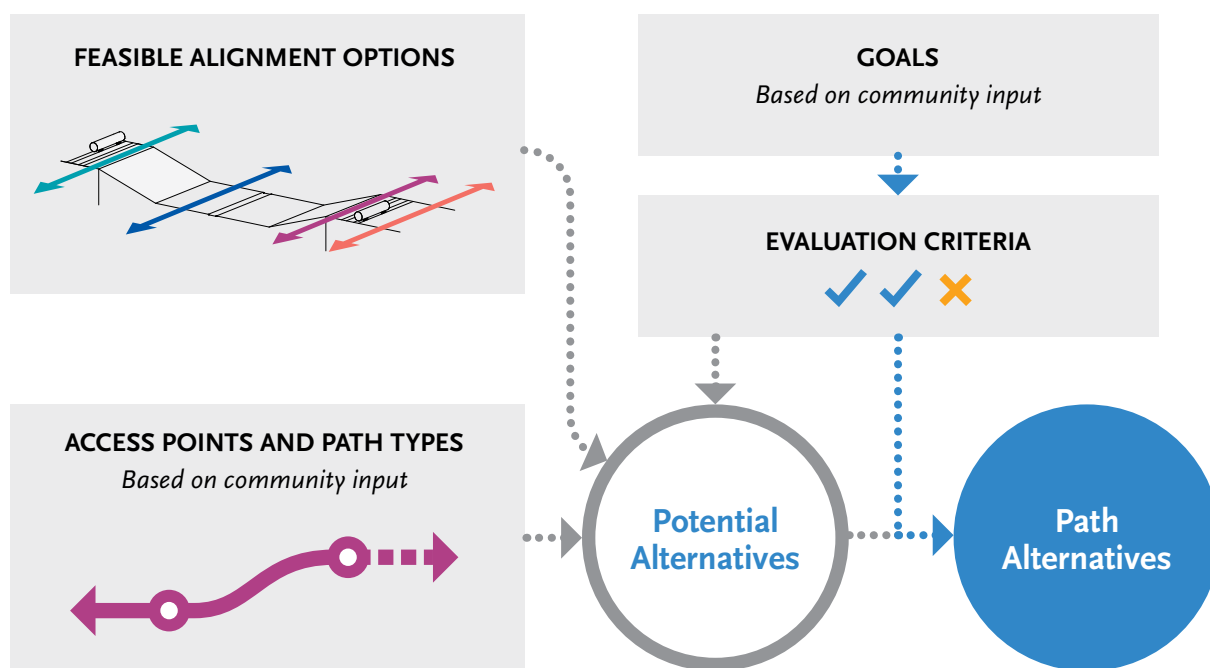 FEASIBLE ALIGNMENT OPTIONS
GOALS
Based on community input
EVALUATION CRITERIA
ACCESS POINTS AND PATH TYPES
Based on community input
Potential
Alternatives
Path
Alternatives